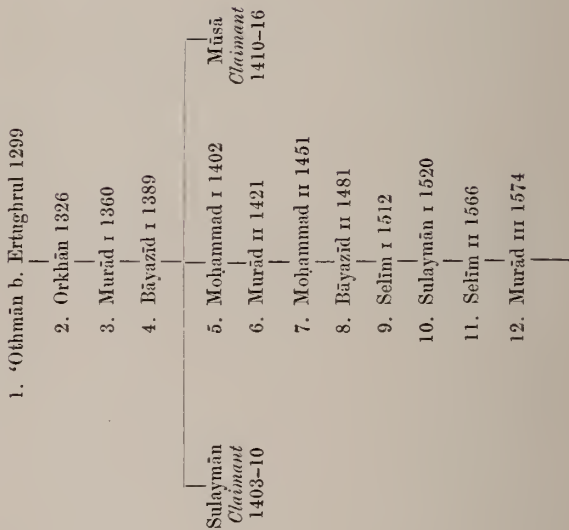 1. ‘Othmān b. Ertughrul 1299
2. Orkhān 1326
3. Murād I 1360
4. Bāyazīd I 1389
Sulaymān
Claimant
1403–10
5. Moḥammad I 1402
Mūsā
Claimant
1410–16
6. Murād II 1421
7. Moḥammad II 1451
8. Bāyazīd II 1481
9. Selīm I 1512
10. Sulaymān I 1520
11. Selīm II 1566
12. Murād III 1574